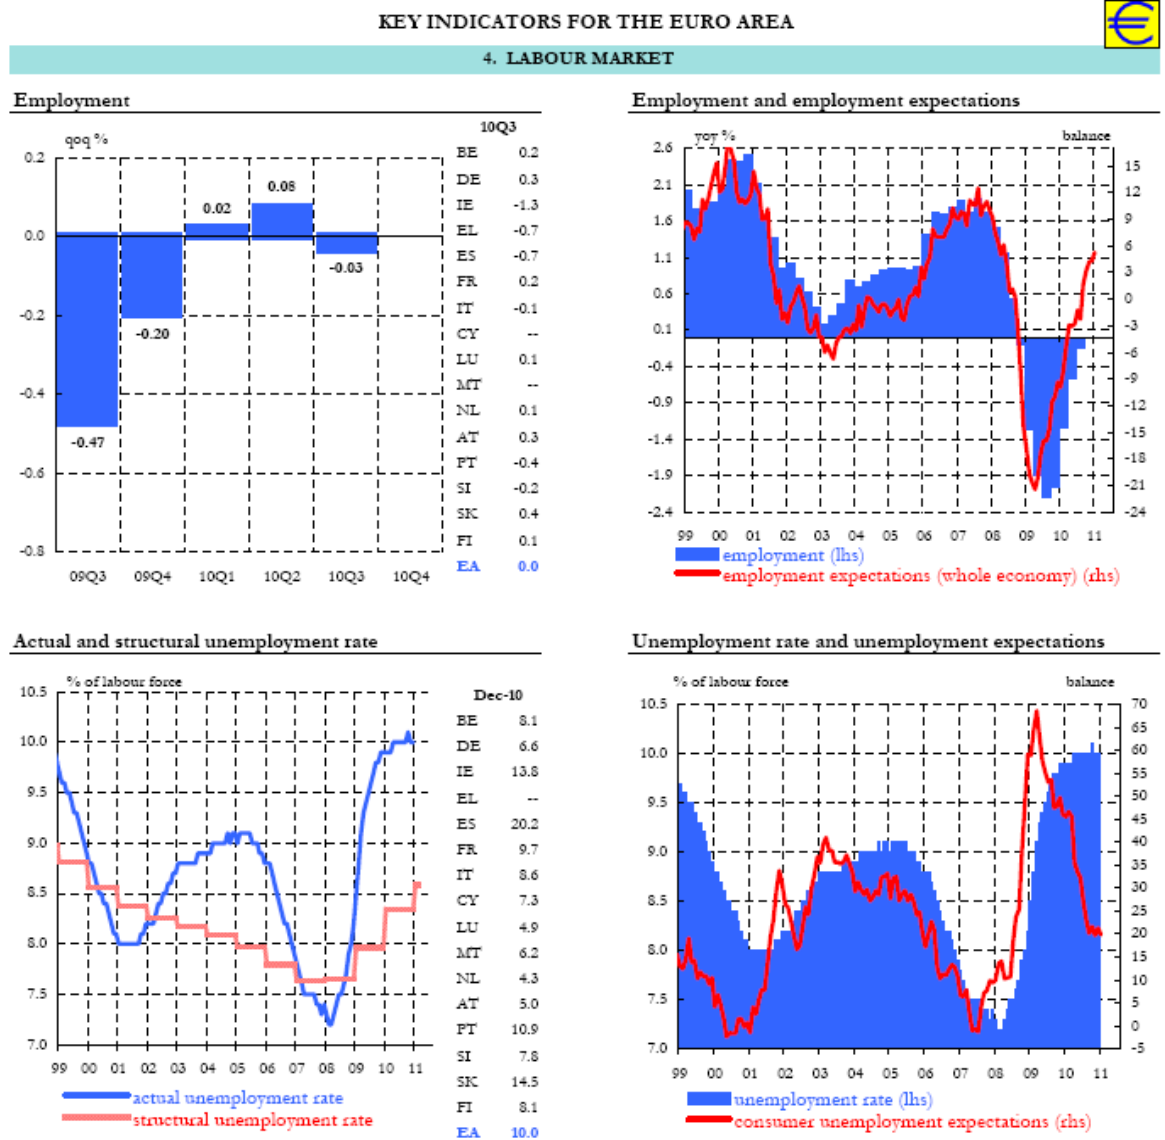 KEY INDICATORS FOR THE EURO AREA
€
4. LABOUR MARKET
Employment
qoq %
0.2
0.0
-0.2
-0.4
-0.6
-0.8
-0.47
-0.20
0.02
0.08
-0.03
09Q3 09Q4 10Q1 10Q2 10Q3 10Q4
10Q3
BE 0.2
DE 0.3
IE -1.3
EL -0.7
ES -0.7
FR 0.2
IT -0.1
CY --
LU 0.1
MT --
NL 0.1
AT 0.3
PT -0.4
SI -0.2
SK 0.4
FI 0.1
EA 0.0
Employment and employment expectations
yoy % balance
2.6
2.1
1.6
1.1
0.6
0.1
-0.4
-0.9
-1.4
-1.9
-2.4
15
12
9
6
3
0
-3
-6
-9
-12
-15
-18
-21
-24
99 00 01 02 03 04 05 06 07 08 09 10 11
employment (lhs)
employment expectations (whole economy) (rhs)
Actual and structural unemployment rate
% of labour force
10.5
10.0
9.5
9.0
8.5
8.0
7.5
7.0
99 00 01 02 03 04 05 06 07 08 09 10 11
actual unemployment rate
structural unemployment rate
Dec-10
BE 8.1
DE 6.6
IE 13.8
EL --
ES 20.2
FR 9.7
IT 8.6
CY 7.3
LU 4.9
MT 6.2
NL 4.3
AT 5.0
PT 10.9
SI 7.8
SK 14.5
FI 8.1
EA 10.0
Unemployment rate and unemployment expectations
% of labour force balance
10.5
10.0
9.5
9.0
8.5
8.0
7.5
7.0
70
65
60
55
50
45
40
35
30
25
20
15
10
5
0
-5
99 00 01 02 03 04 05 06 07 08 09 10 11
unemployment rate (lhs)
consumer unemployment expectations (rhs)